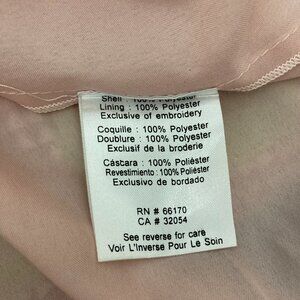 Shell : 100% Polyester
Lining : 100% Polyester
Exclusive of embroidery
Coquille : 100% Polyester
Doublure : 100% Polyester
Exclusif de la broderie
Cáscara : 100% Poliéster
Revestimiento : 100% Poliéster
Exclusivo de bordado
RN # 66170
CA # 32054
See reverse for care
Voir L'Inverse Pour Le Soin